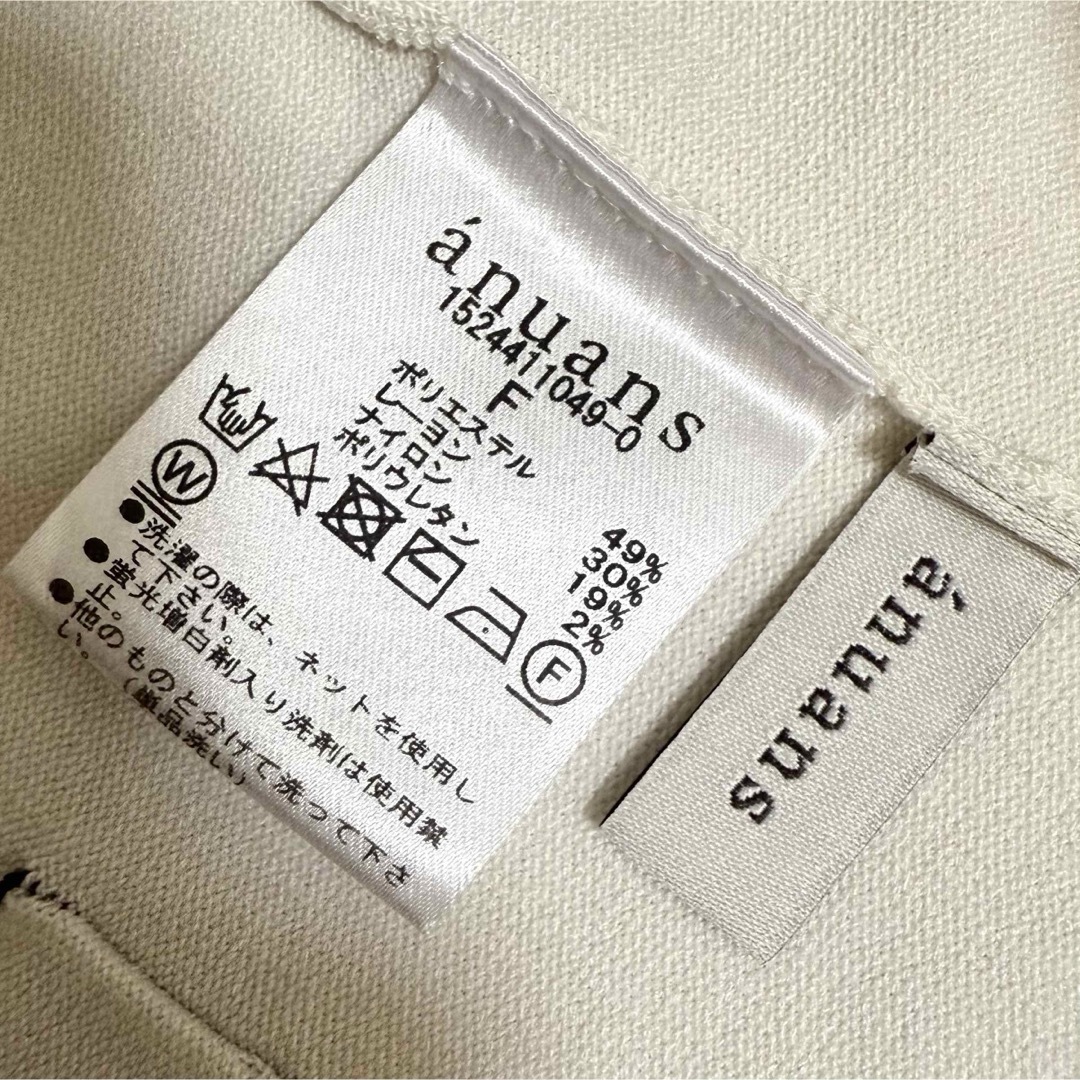 ánuans
1524411049-0
F
ポリエステル 49%
レーヨン 30%
ナイロン 19%
ポリウレタン 2%
W
F
●洗濯の際は、ネットを使用し
て下さい。
●蛍光増白剤入り洗剤は使用禁
止。
●他のものと分けて洗って下さ
い。(単品洗い)
ánuans